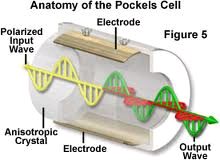 Anatomy of the Pockels Cell
Electrode
Figure 5
Polarized
Input
Wave
Anisotropic
Crystal
Electrode
Output
Wave